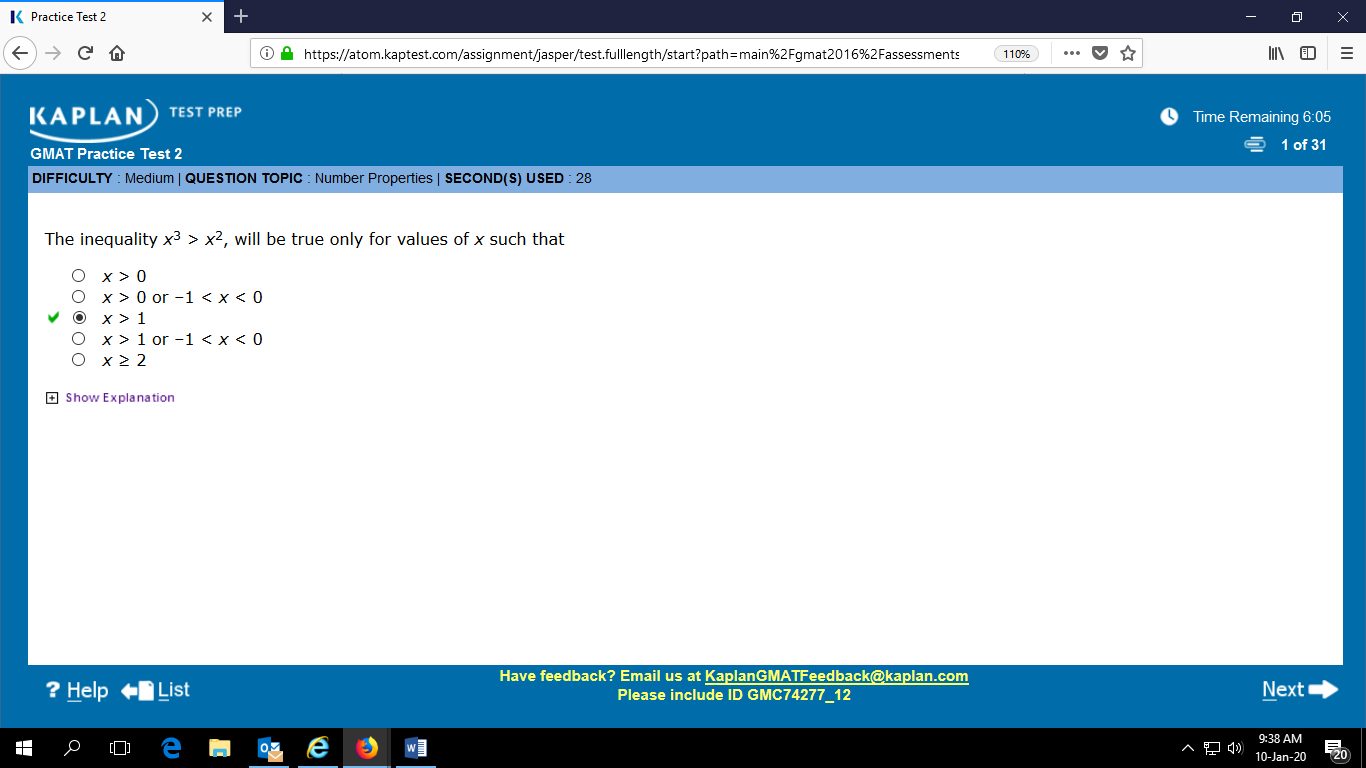 Practice Test 2
https://atom.kaptest.com/assignment/jasper/test.fulllength/start?path=main%2Fgmat2016%2Fassessments
110%
KAPLAN TEST PREP
Time Remaining 6:05
GMAT Practice Test 2
1 of 31
DIFFICULTY : Medium | QUESTION TOPIC : Number Properties | SECOND(S) USED : 28
The inequality x³ > x², will be true only for values of x such that
x > 0
x > 0 or −1 < x < 0
x > 1
x > 1 or −1 < x < 0
x ≥ 2
Show Explanation
Have feedback? Email us at KaplanGMATFeedback@kaplan.com
Please include ID GMC74277_12
? Help
List
Next
9:38 AM
10-Jan-20
20